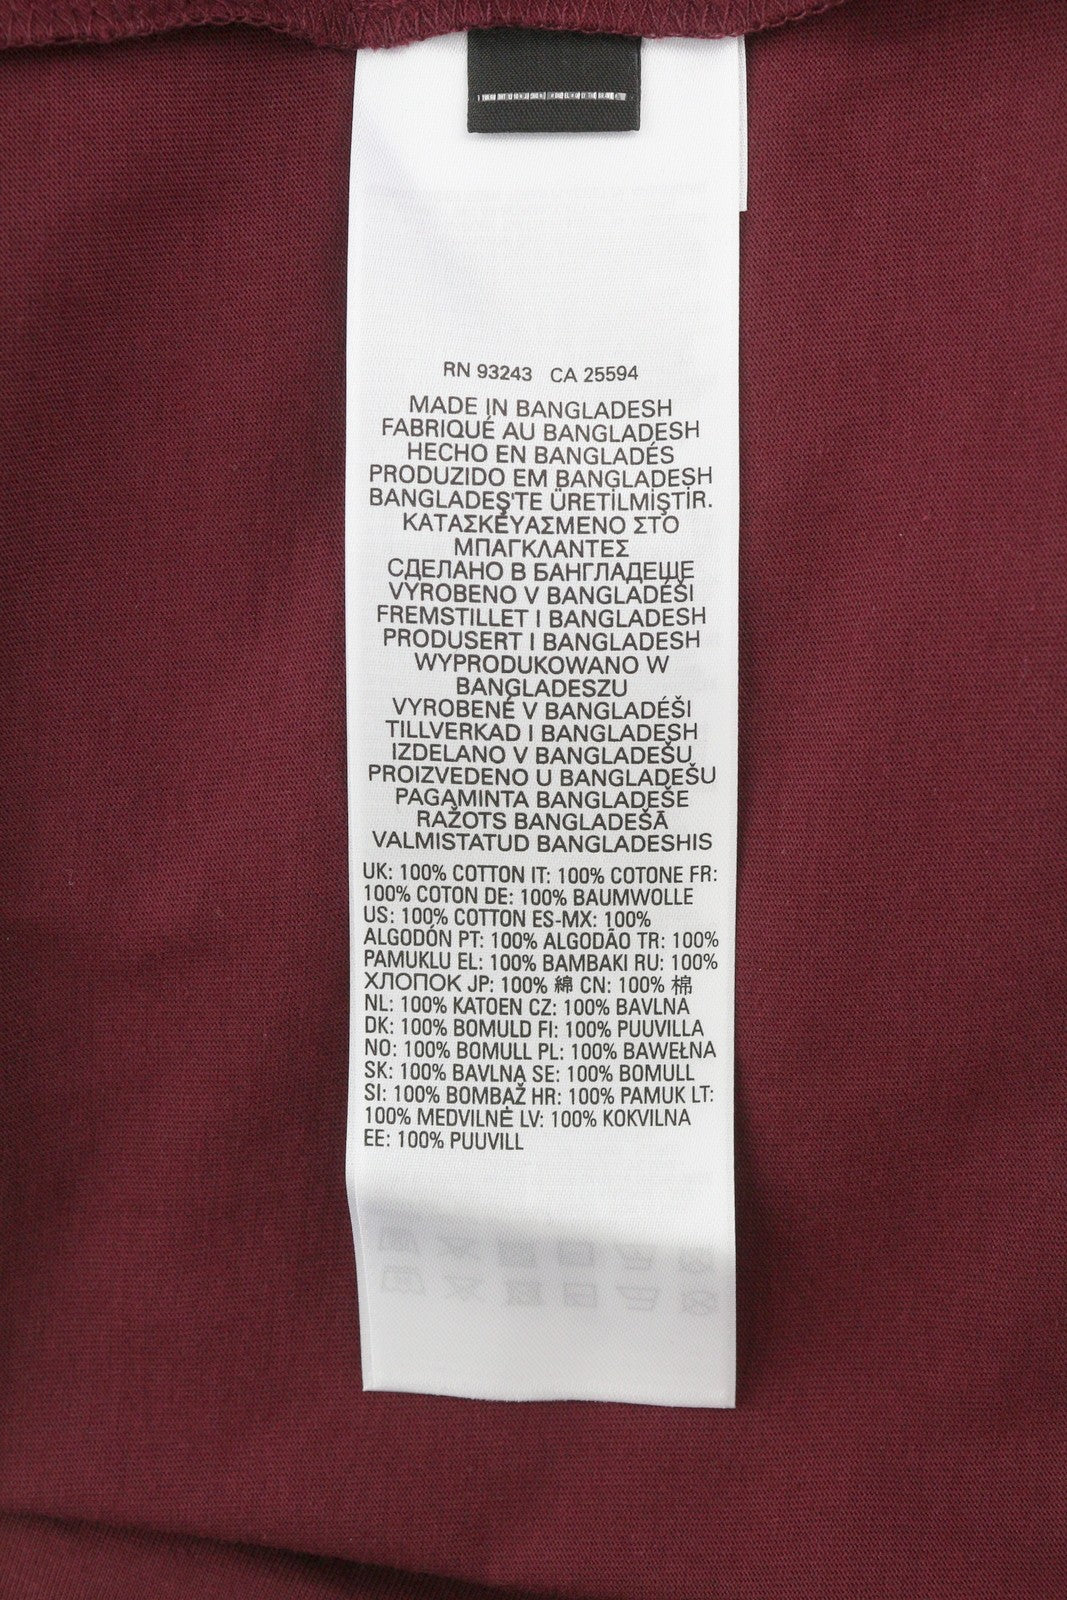 RN 93243 CA 25594
MADE IN BANGLADESH
FABRIQUÉ AU BANGLADESH
HECHO EN BANGLADÉS
PRODUZIDO EM BANGLADESH
BANGLADEŞ'TE ÜRETİLMİŞTİR.
ΚΑΤΑΣΚΕΥΑΣΜΕΝΟ ΣΤΟ
ΜΠΑΓΚΛΑΝΤΕΣ
СДЕЛАНО В БАНГЛАДЕШЕ
VYROBENO V BANGLADÉŠI
FREMSTILLET I BANGLADESH
PRODUSERT I BANGLADESH
WYPRODUKOWANO W
BANGLADESZU
VYROBENÉ V BANGLADÉŠI
TILLVERKAD I BANGLADESH
IZDELANO V BANGLADEŠU
PROIZVEDENO U BANGLADEŠU
PAGAMINTA BANGLADEŠE
RAŽOTS BANGLADEŠĀ
VALMISTATUD BANGLADESHIS
UK: 100% COTTON IT: 100% COTONE FR:
100% COTON DE: 100% BAUMWOLLE
US: 100% COTTON ES-MX: 100%
ALGODÓN PT: 100% ALGODÃO TR: 100%
PAMUKLU EL: 100% ΒΑΜΒΑΚΙ RU: 100%
ХЛОПОК JP: 100% 綿 CN: 100% 棉
NL: 100% KATOEN CZ: 100% BAVLNA
DK: 100% BOMULD FI: 100% PUUVILLA
NO: 100% BOMULL PL: 100% BAWEŁNA
SK: 100% BAVLNA SE: 100% BOMULL
SI: 100% BOMBAŽ HR: 100% PAMUK LT:
100% MEDVILNĖ LV: 100% KOKVILNA
EE: 100% PUUVILL